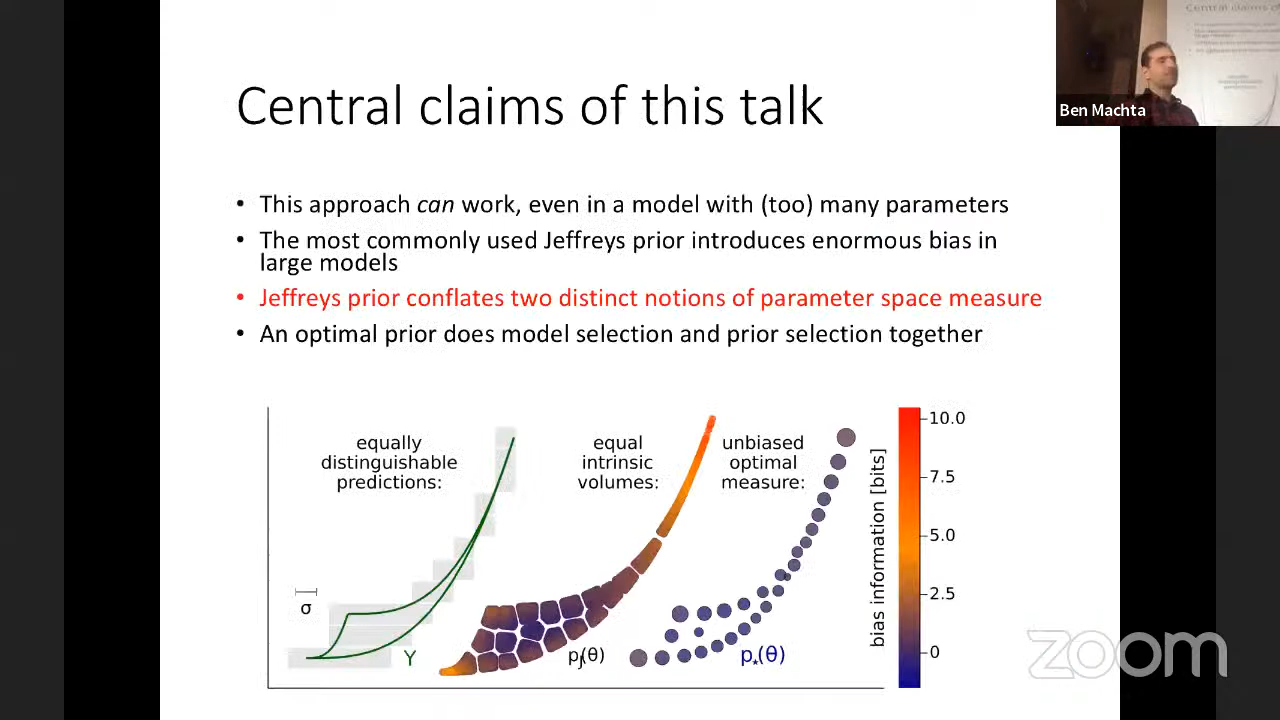 Central claims of this talk
• This approach can work, even in a model with (too) many parameters
• The most commonly used Jeffreys prior introduces enormous bias in
large models
• Jeffreys prior conflates two distinct notions of parameter space measure
• An optimal prior does model selection and prior selection together
equally
distinguishable
predictions:
σ
Y
equal
intrinsic
volumes:
pJ(θ)
unbiased
optimal
measure:
p⋆(θ)
bias information [bits]
10.0
7.5
5.0
2.5
0
Ben Machta
zoom